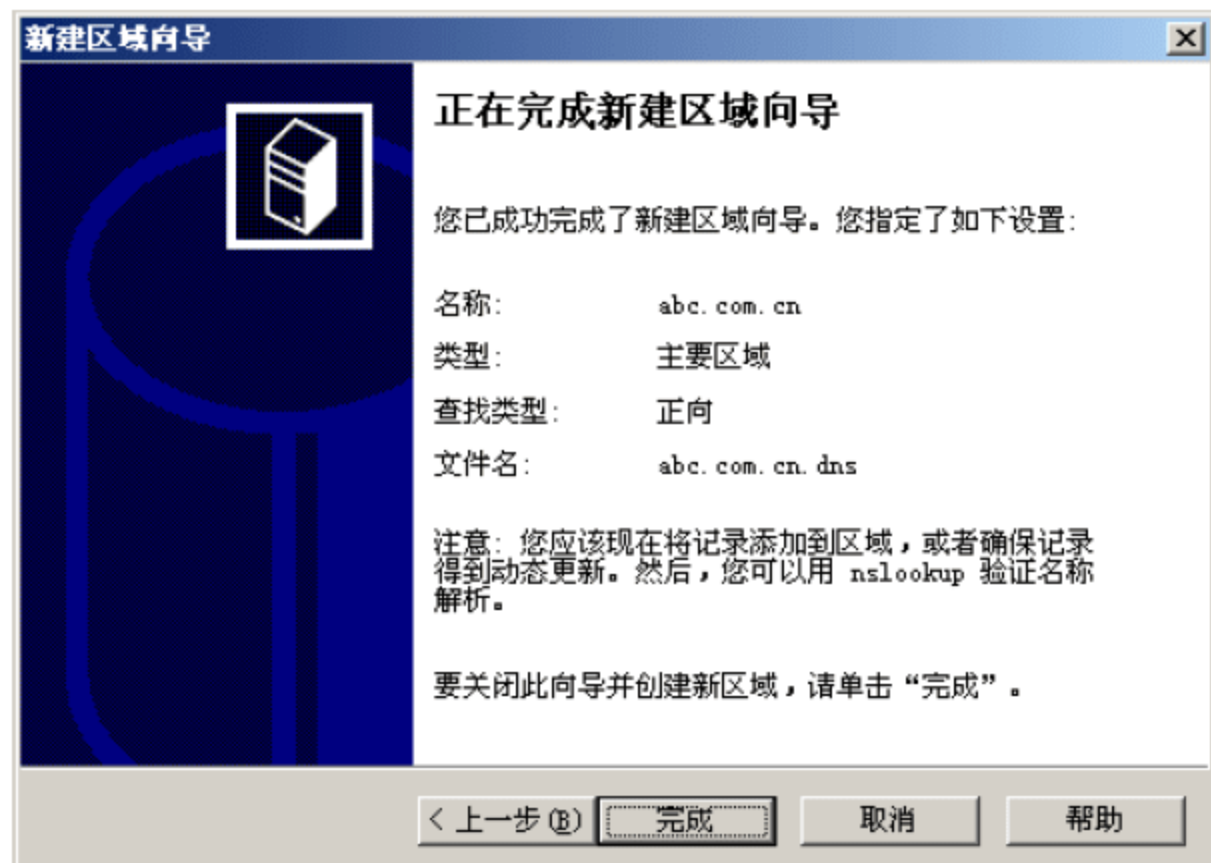 新建区域向导
正在完成新建区域向导
您已成功完成了新建区域向导。您指定了如下设置:
名称: abc.com.cn
类型: 主要区域
查找类型: 正向
文件名: abc.com.cn.dns
注意: 您应该现在将记录添加到区域，或者确保记录
得到动态更新。然后，您可以用 nslookup 验证名称
解析。
要关闭此向导并创建新区域，请单击“完成”。
< 上一步(B) 完成 取消 帮助